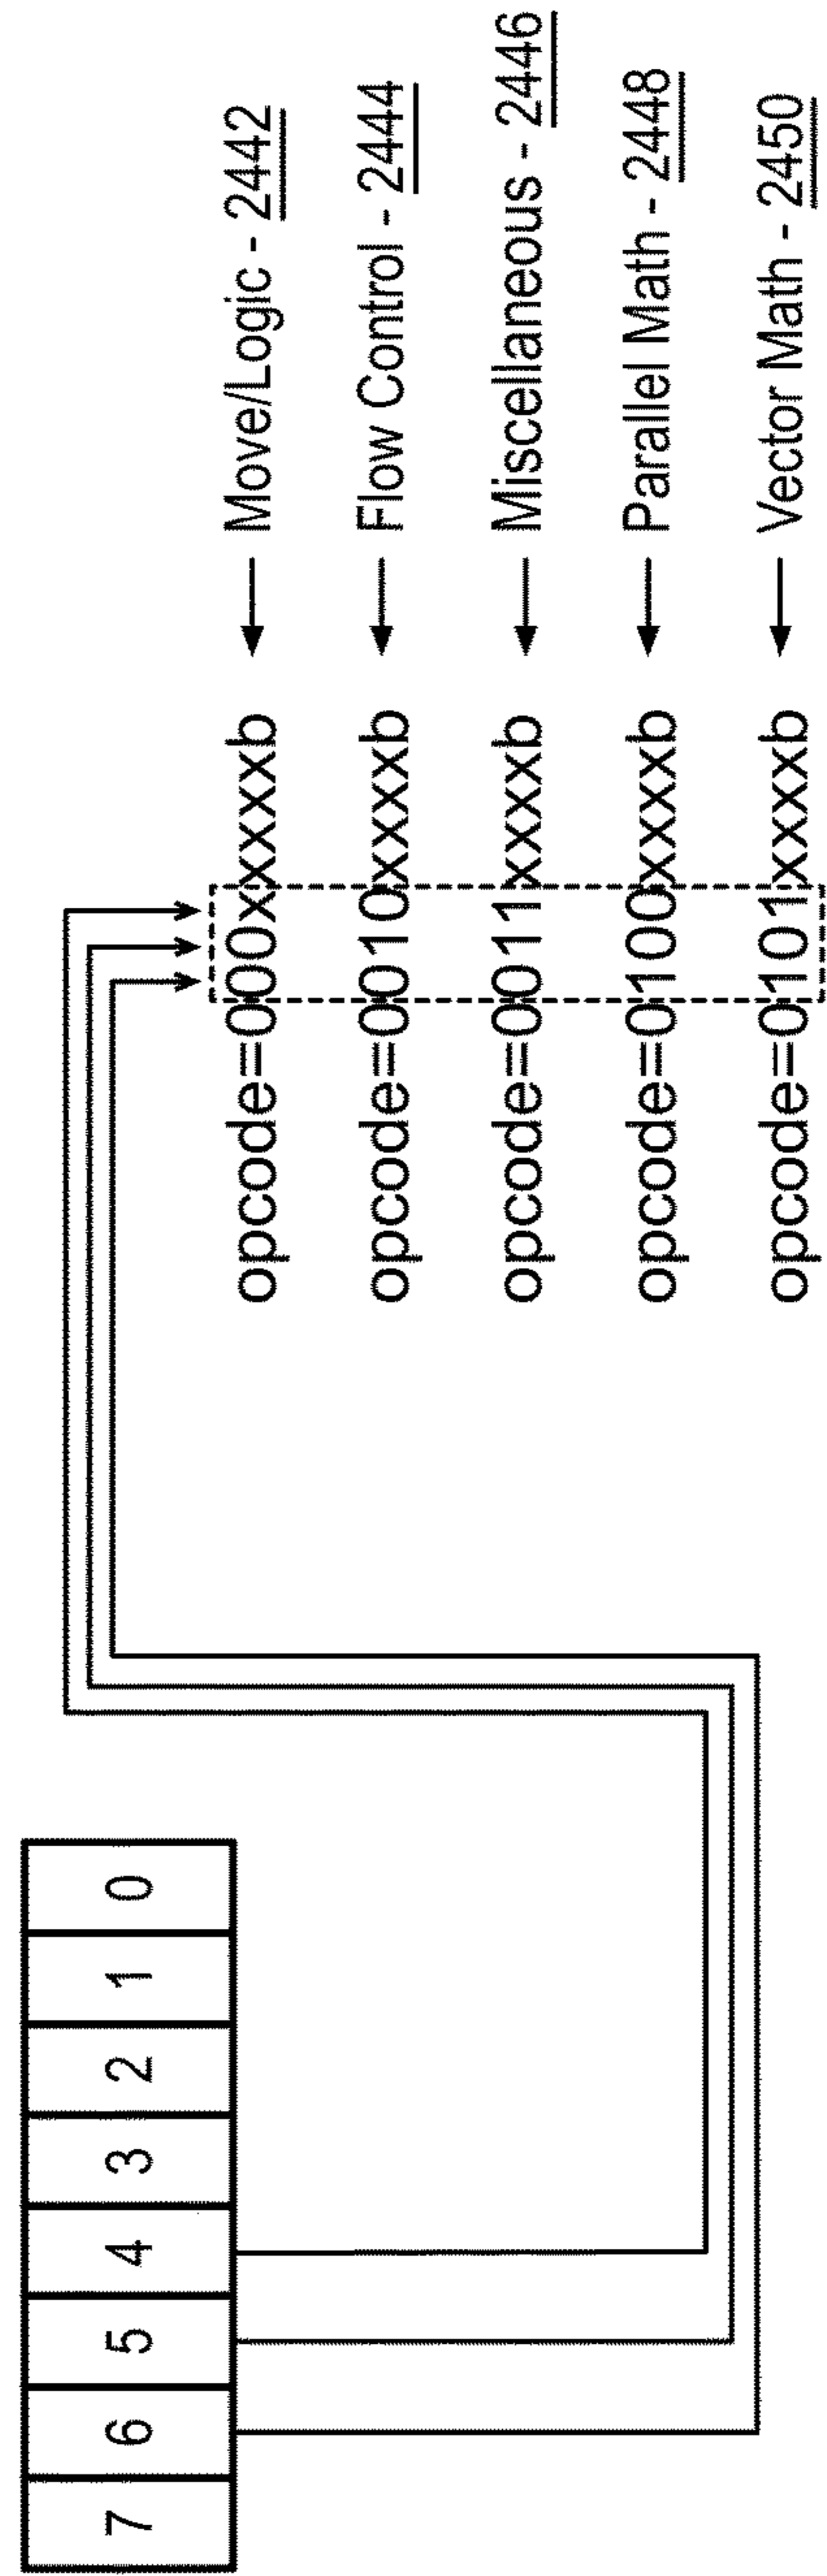 7 6 5 4 3 2 1 0
opcode=000xxxxxb ← Move/Logic - 2442
opcode=0010xxxxb ← Flow Control - 2444
opcode=0011xxxxb ← Miscellaneous - 2446
opcode=0100xxxxb ← Parallel Math - 2448
opcode=0101xxxxb ← Vector Math - 2450